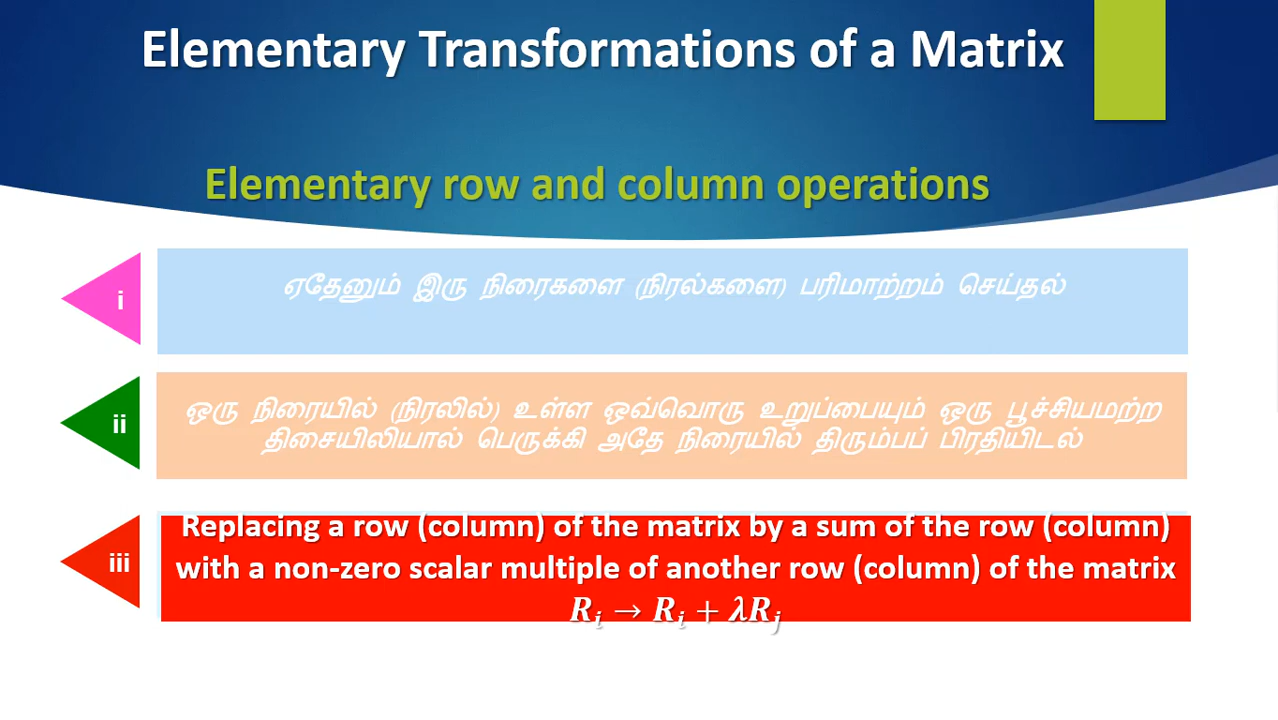 Elementary Transformations of a Matrix
Elementary row and column operations
i
ஏதேனும் இரு நிரைகளை (நிரல்களை) பரிமாற்றம் செய்தல்
ii
ஒரு நிரையில் (நிரலில்) உள்ள ஒவ்வொரு உறுப்பையும் ஒரு பூச்சியமற்ற
திசையிலியால் பெருக்கி அதே நிரையில் திரும்பப் பிரதியிடல்
iii
Replacing a row (column) of the matrix by a sum of the row (column)
with a non-zero scalar multiple of another row (column) of the matrix
Rᵢ → Rᵢ + λRⱼ